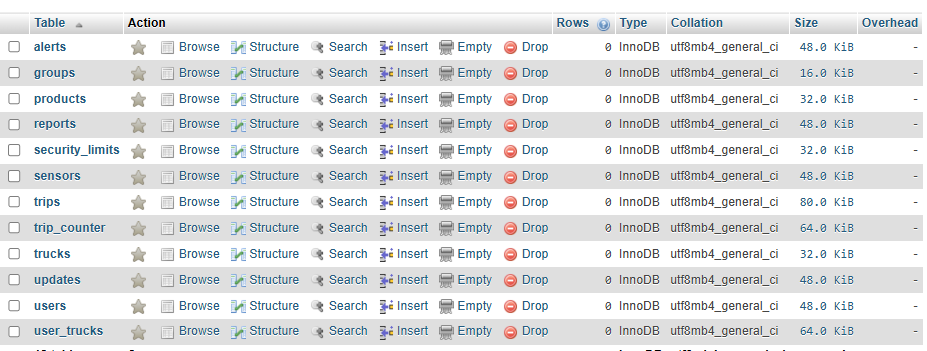 Table Action Rows Type Collation Size Overhead
alerts Browse Structure Search Insert Empty Drop 0 InnoDB utf8mb4_general_ci 48.0 KiB -
groups Browse Structure Search Insert Empty Drop 0 InnoDB utf8mb4_general_ci 16.0 KiB -
products Browse Structure Search Insert Empty Drop 0 InnoDB utf8mb4_general_ci 32.0 KiB -
reports Browse Structure Search Insert Empty Drop 0 InnoDB utf8mb4_general_ci 48.0 KiB -
security_limits Browse Structure Search Insert Empty Drop 0 InnoDB utf8mb4_general_ci 32.0 KiB -
sensors Browse Structure Search Insert Empty Drop 0 InnoDB utf8mb4_general_ci 48.0 KiB -
trips Browse Structure Search Insert Empty Drop 0 InnoDB utf8mb4_general_ci 80.0 KiB -
trip_counter Browse Structure Search Insert Empty Drop 0 InnoDB utf8mb4_general_ci 64.0 KiB -
trucks Browse Structure Search Insert Empty Drop 0 InnoDB utf8mb4_general_ci 32.0 KiB -
updates Browse Structure Search Insert Empty Drop 0 InnoDB utf8mb4_general_ci 48.0 KiB -
users Browse Structure Search Insert Empty Drop 0 InnoDB utf8mb4_general_ci 48.0 KiB -
user_trucks Browse Structure Search Insert Empty Drop 0 InnoDB utf8mb4_general_ci 64.0 KiB -